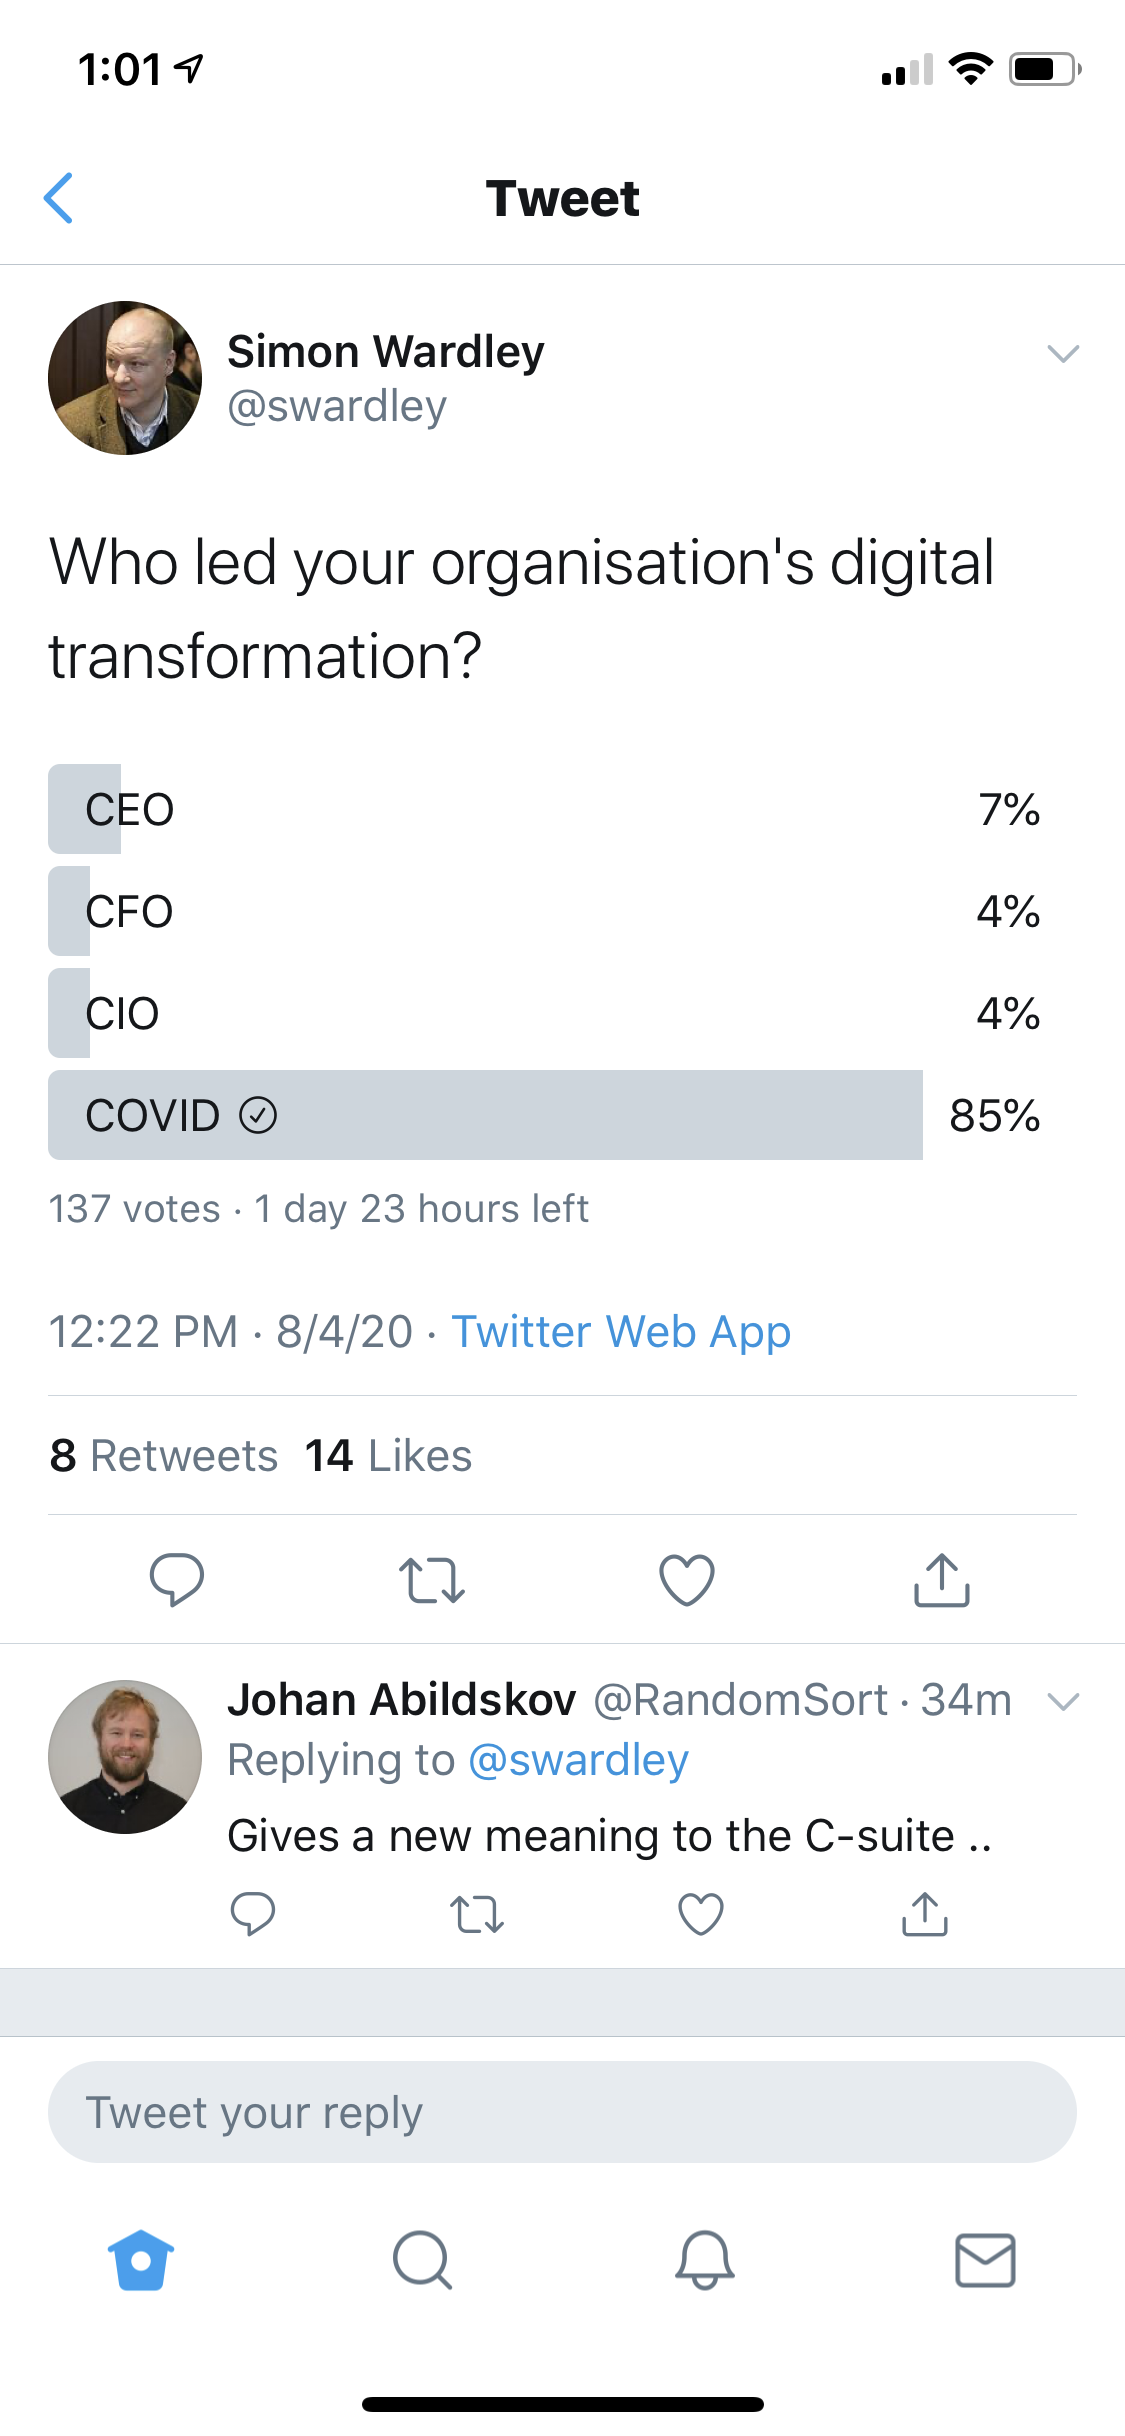 1:01
Tweet
Simon Wardley
@swardley
Who led your organisation's digital
transformation?
CEO 7%
CFO 4%
CIO 4%
COVID 85%
137 votes · 1 day 23 hours left
12:22 PM · 8/4/20 · Twitter Web App
8 Retweets 14 Likes
Johan Abildskov @RandomSort · 34m
Replying to @swardley
Gives a new meaning to the C-suite ..
Tweet your reply